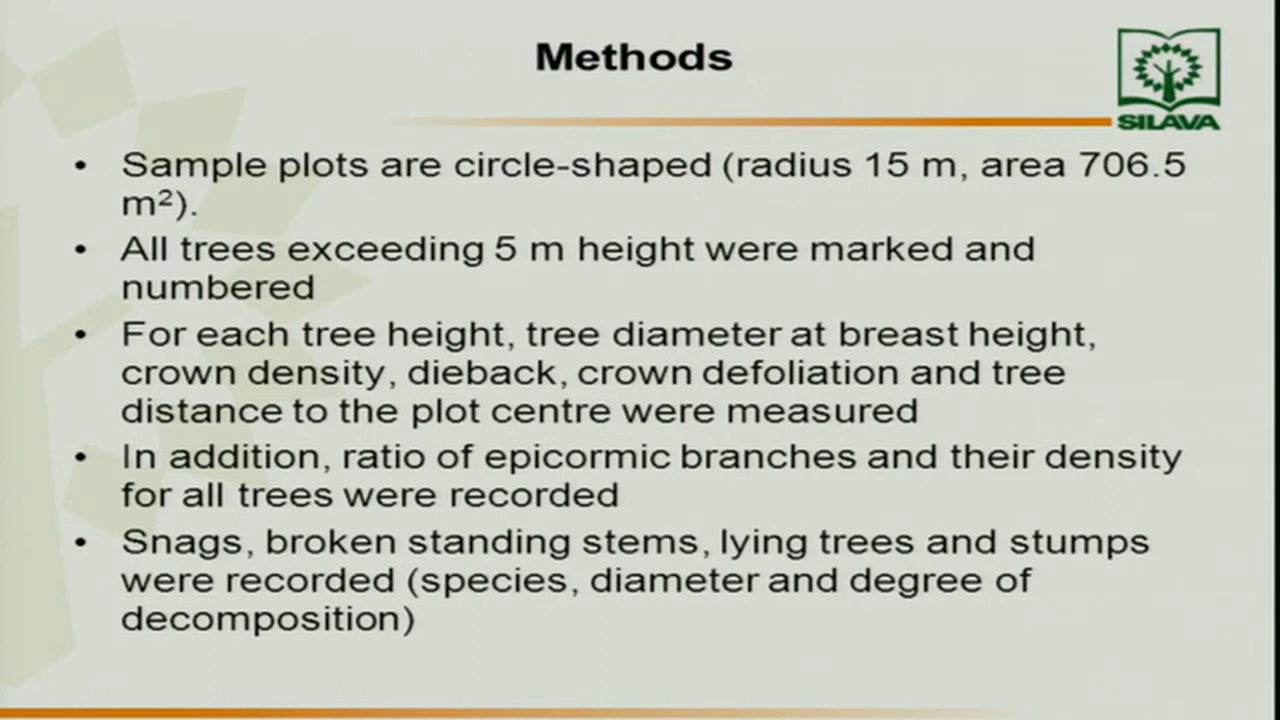 Methods
SILAVA
• Sample plots are circle-shaped (radius 15 m, area 706.5
m²).
• All trees exceeding 5 m height were marked and
numbered
• For each tree height, tree diameter at breast height,
crown density, dieback, crown defoliation and tree
distance to the plot centre were measured
• In addition, ratio of epicormic branches and their density
for all trees were recorded
• Snags, broken standing stems, lying trees and stumps
were recorded (species, diameter and degree of
decomposition)